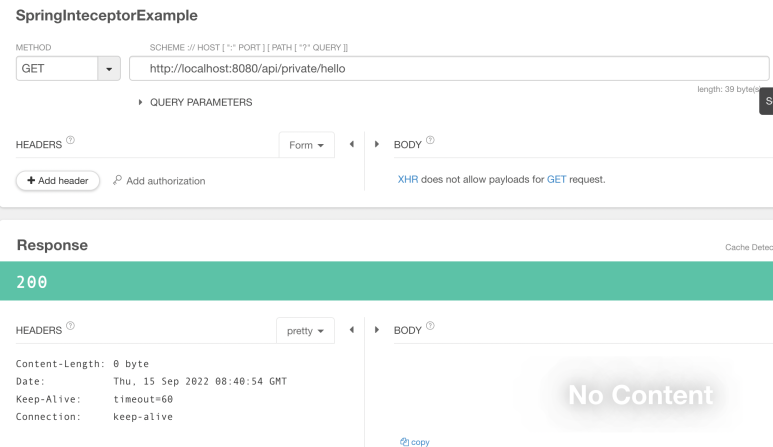 SpringInteceptorExample
METHOD SCHEME :// HOST [ ":" PORT ] [ PATH [ "?" QUERY ]]
GET http://localhost:8080/api/private/hello
length: 39 byte(s)
S
QUERY PARAMETERS
HEADERS ? Form BODY ?
+ Add header Add authorization XHR does not allow payloads for GET request.
Response Cache Detec
200
HEADERS ? pretty BODY ?
Content-Length: 0 byte
Date: Thu, 15 Sep 2022 08:40:54 GMT
Keep-Alive: timeout=60
Connection: keep-alive
No Content
copy